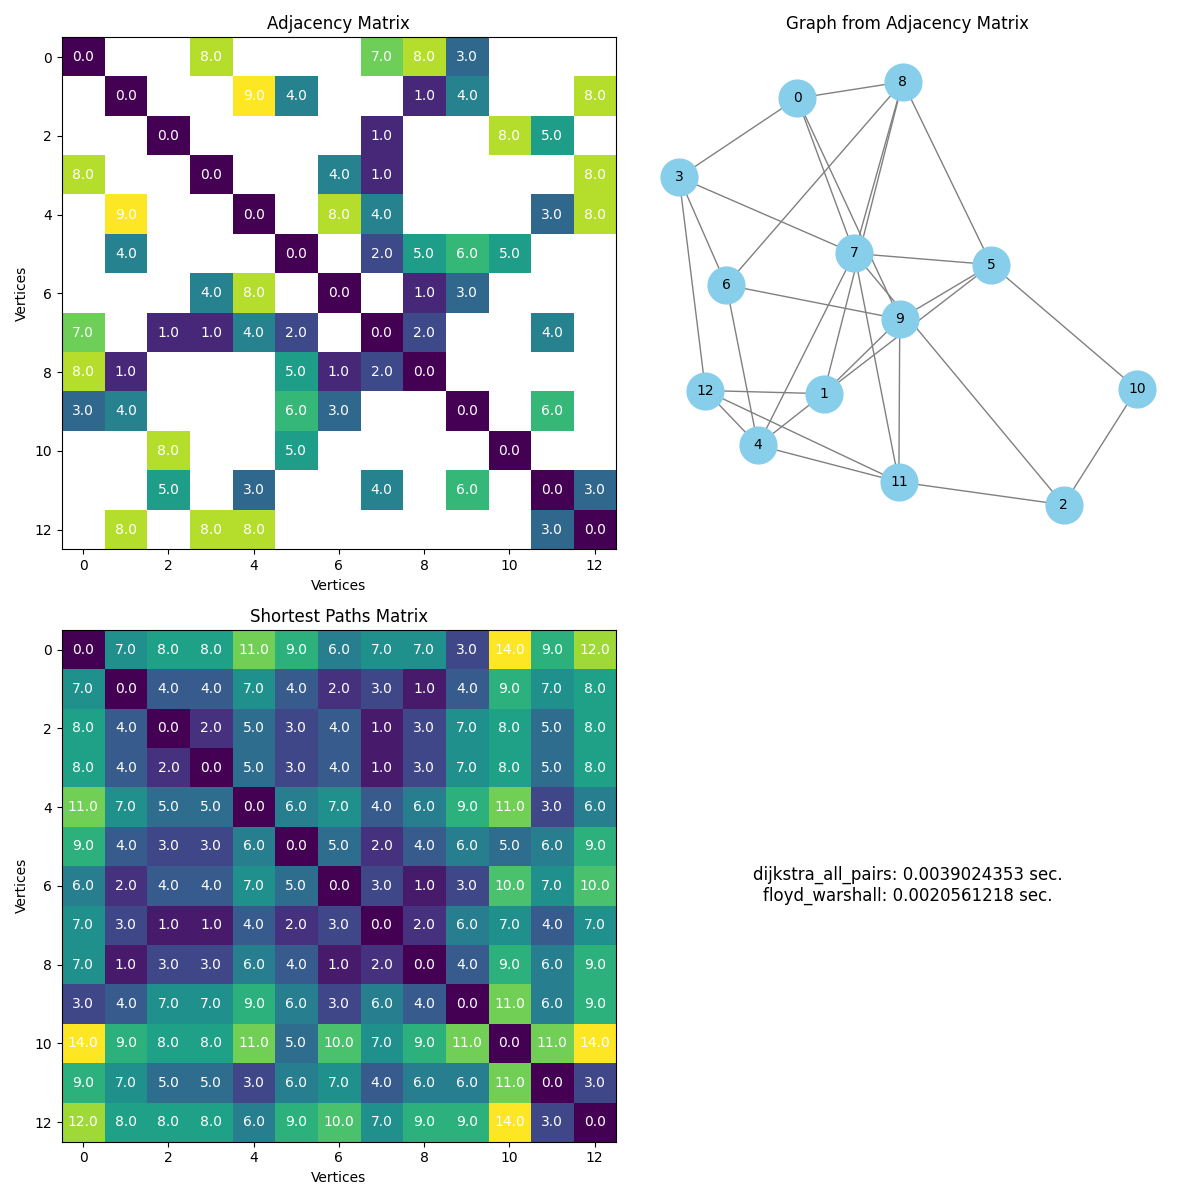 Adjacency Matrix
0 0.0 8.0 7.0 8.0 3.0
0.0 9.0 4.0 1.0 4.0 8.0
2 0.0 1.0 8.0 5.0
8.0 0.0 4.0 1.0 8.0
4 9.0 0.0 8.0 4.0 3.0 8.0
4.0 0.0 2.0 5.0 6.0 5.0
6 4.0 8.0 0.0 1.0 3.0
7.0 1.0 1.0 4.0 2.0 0.0 2.0 4.0
8 8.0 1.0 5.0 1.0 2.0 0.0
3.0 4.0 6.0 3.0 0.0 6.0
10 8.0 5.0 0.0
5.0 3.0 4.0 6.0 0.0 3.0
12 8.0 8.0 8.0 3.0 0.0
0 2 4 6 8 10 12
Vertices
Vertices
Graph from Adjacency Matrix
8
0
3
7
5
6
9
10
12
1
4
11
2
Shortest Paths Matrix
0 0.0 7.0 8.0 8.0 11.0 9.0 6.0 7.0 7.0 3.0 14.0 9.0 12.0
7.0 0.0 4.0 4.0 7.0 4.0 2.0 3.0 1.0 4.0 9.0 7.0 8.0
2 8.0 4.0 0.0 2.0 5.0 3.0 4.0 1.0 3.0 7.0 8.0 5.0 8.0
8.0 4.0 2.0 0.0 5.0 3.0 4.0 1.0 3.0 7.0 8.0 5.0 8.0
4 11.0 7.0 5.0 5.0 0.0 6.0 7.0 4.0 6.0 9.0 11.0 3.0 6.0
9.0 4.0 3.0 3.0 6.0 0.0 5.0 2.0 4.0 6.0 5.0 6.0 9.0
6 6.0 2.0 4.0 4.0 7.0 5.0 0.0 3.0 1.0 3.0 10.0 7.0 10.0
7.0 3.0 1.0 1.0 4.0 2.0 3.0 0.0 2.0 6.0 7.0 4.0 7.0
8 7.0 1.0 3.0 3.0 6.0 4.0 1.0 2.0 0.0 4.0 9.0 6.0 9.0
3.0 4.0 7.0 7.0 9.0 6.0 3.0 6.0 4.0 0.0 11.0 6.0 9.0
10 14.0 9.0 8.0 8.0 11.0 5.0 10.0 7.0 9.0 11.0 0.0 11.0 14.0
9.0 7.0 5.0 5.0 3.0 6.0 7.0 4.0 6.0 6.0 11.0 0.0 3.0
12 12.0 8.0 8.0 8.0 6.0 9.0 10.0 7.0 9.0 9.0 14.0 3.0 0.0
0 2 4 6 8 10 12
Vertices
Vertices
dijkstra_all_pairs: 0.0039024353 sec.
floyd_warshall: 0.0020561218 sec.